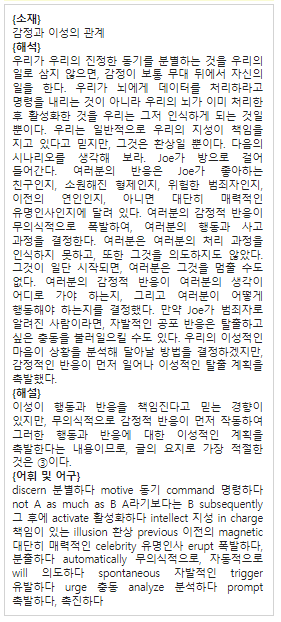 {소재}
감정과 이성의 관계
{해석}
우리가 우리의 진정한 동기를 분별하는 것을 우리의
일로 삼지 않으면, 감정이 보통 무대 뒤에서 자신의
일을 한다. 우리가 뇌에게 데이터를 처리하라고
명령을 내리는 것이 아니라 우리의 뇌가 이미 처리한
후 활성화한 것을 우리는 그저 인식하게 되는 것일
뿐이다. 우리는 일반적으로 우리의 지성이 책임을
지고 있다고 믿지만, 그것은 환상일 뿐이다. 다음의
시나리오를 생각해 보라. Joe가 방으로 걸어
들어간다. 여러분의 반응은 Joe가 좋아하는
친구인지, 소원해진 형제인지, 위험한 범죄자인지,
이전의 연인인지, 아니면 대단히 매력적인
유명인사인지에 달려 있다. 여러분의 감정적 반응이
무의식적으로 폭발하여, 여러분의 행동과 사고
과정을 결정한다. 여러분은 여러분의 처리 과정을
인식하지 못하고, 또한 그것을 의도하지도 않았다.
그것이 일단 시작되면, 여러분은 그것을 멈출 수도
없다. 여러분의 감정적 반응이 여러분의 생각이
어디로 가야 하는지, 그리고 여러분이 어떻게
행동해야 하는지를 결정했다. 만약 Joe가 범죄자로
알려진 사람이라면, 자발적인 공포 반응은 탈출하고
싶은 충동을 불러일으킬 수도 있다. 우리의 이성적인
마음이 상황을 분석해 달아날 방법을 결정하겠지만,
감정적인 반응이 먼저 일어나 이성적인 탈출 계획을
촉발했다.
{해설}
이성이 행동과 반응을 책임진다고 믿는 경향이
있지만, 무의식적으로 감정적 반응이 먼저 작동하여
그러한 행동과 반응에 대한 이성적인 계획을
촉발한다는 내용이므로, 글의 요지로 가장 적절한
것은 ③이다.
{어휘 및 어구}
discern 분별하다 motive 동기 command 명령하다
not A as much as B A라기보다는 B subsequently
그 후에 activate 활성화하다 intellect 지성 in charge
책임이 있는 illusion 환상 previous 이전의 magnetic
대단히 매력적인 celebrity 유명인사 erupt 폭발하다,
분출하다 automatically 무의식적으로, 자동적으로
will 의도하다 spontaneous 자발적인 trigger
유발하다 urge 충동 analyze 분석하다 prompt
촉발하다, 촉진하다